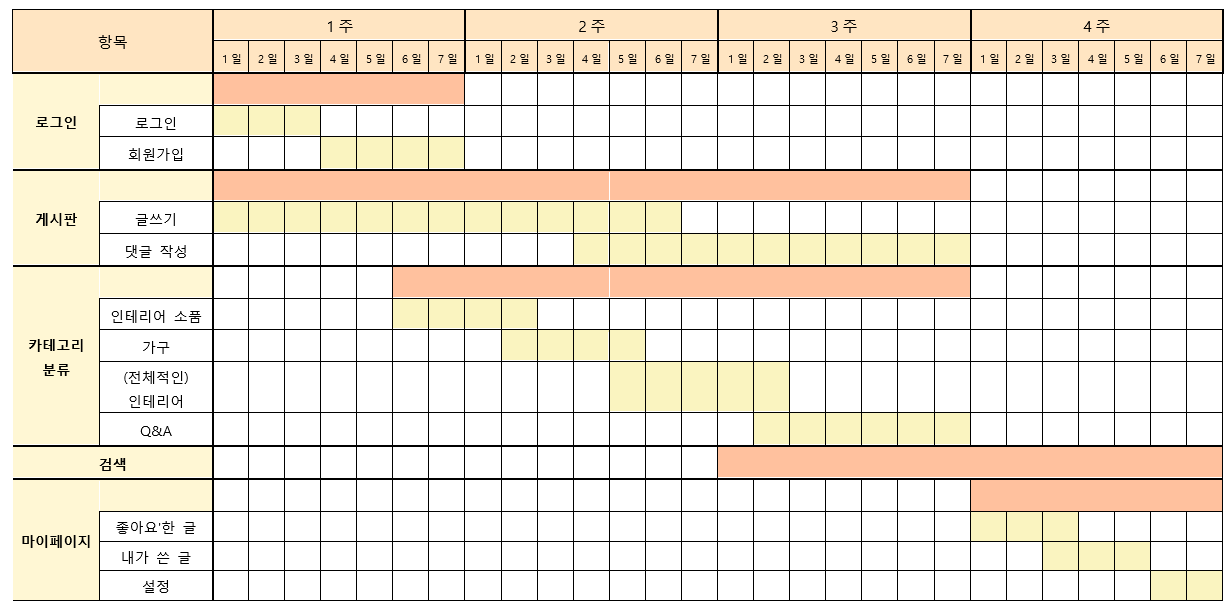 항목
1주
2주
3주
4주
1일 2일 3일 4일 5일 6일 7일 1일 2일 3일 4일 5일 6일 7일 1일 2일 3일 4일 5일 6일 7일 1일 2일 3일 4일 5일 6일 7일
로그인
로그인
회원가입
게시판
글쓰기
댓글 작성
카테고리
분류
인테리어 소품
가구
(전체적인)
인테리어
Q&A
검색
마이페이지
좋아요'한 글
내가 쓴 글
설정